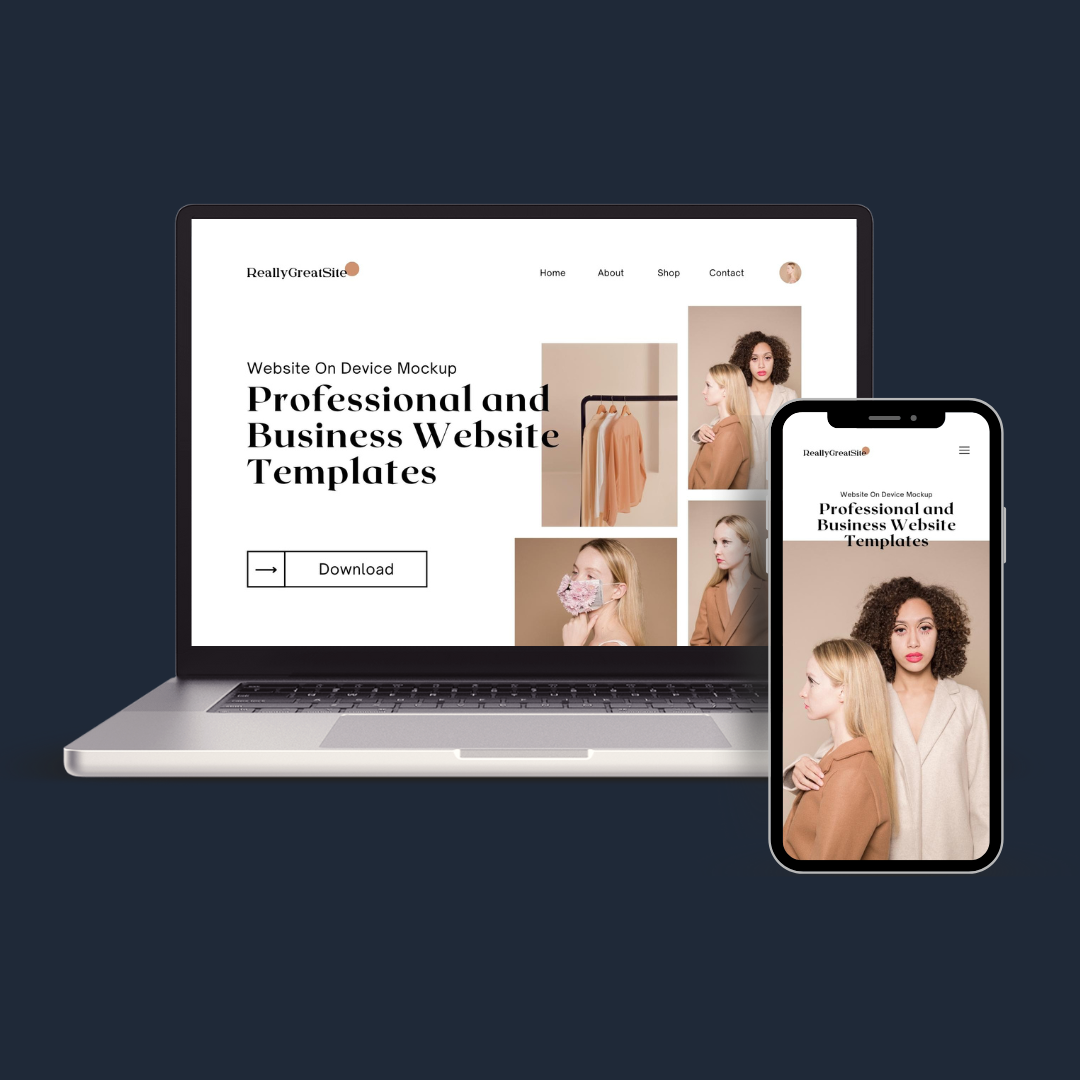 ReallyGreatSite
Home About Shop Contact
Website On Device Mockup
Professional and
Business Website
Templates
Download
ReallyGreatSite
Website On Device Mockup
Professional and
Business Website
Templates